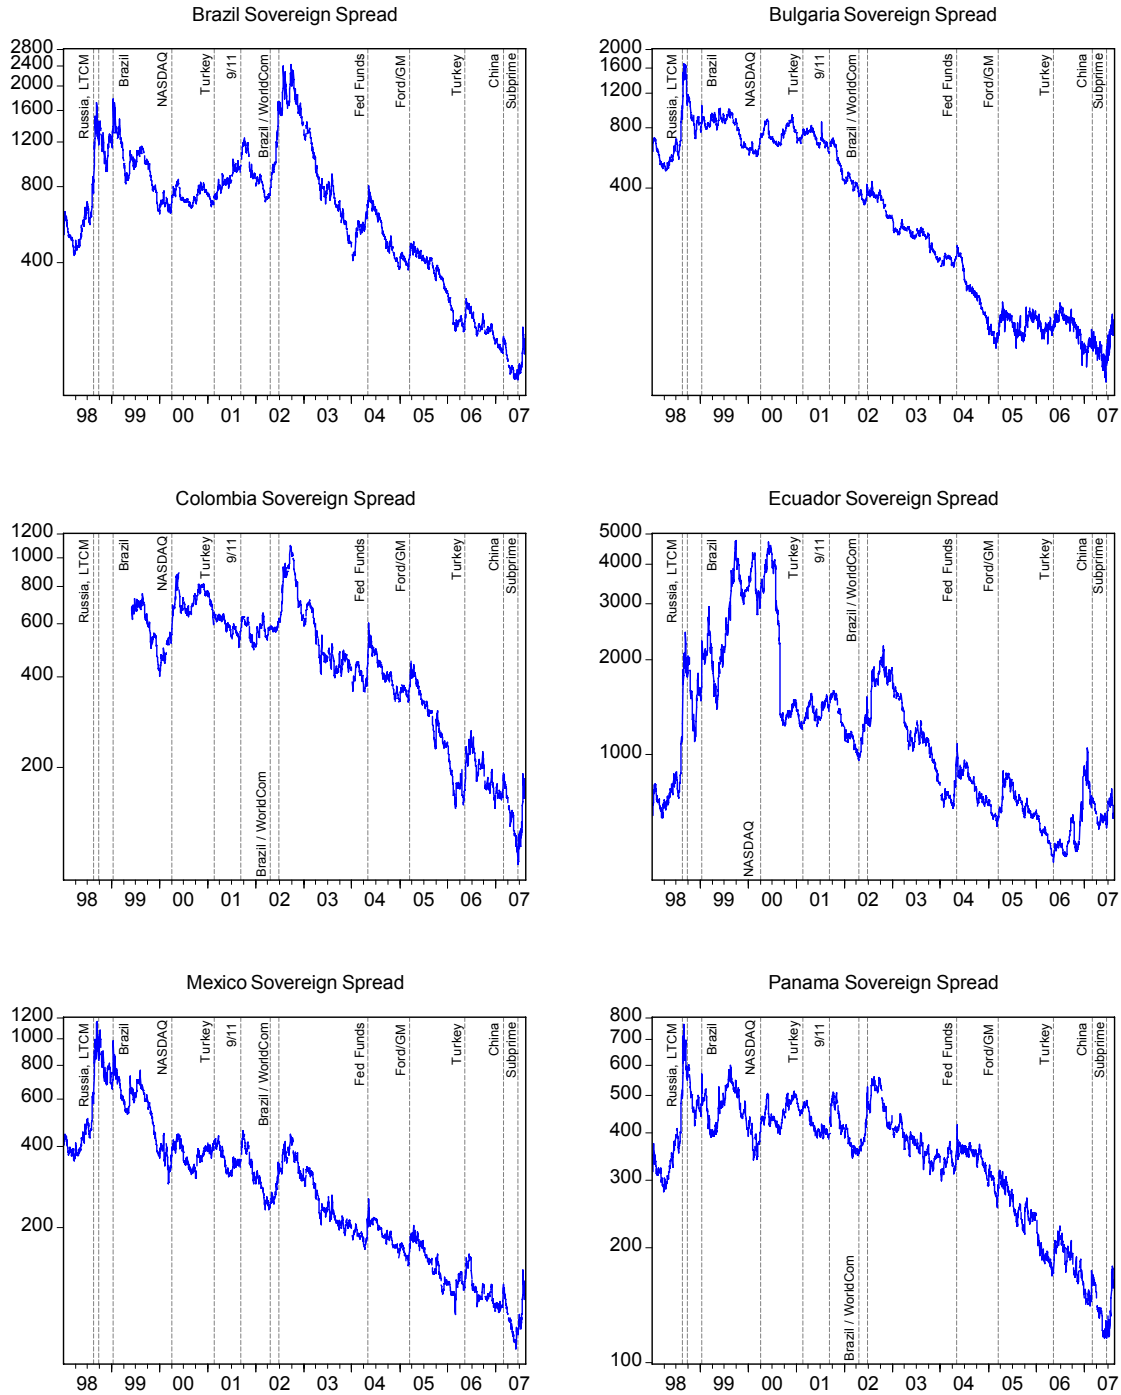 Brazil Sovereign Spread
2800
2400
2000
1600
1200
800
400
Russia, LTCM
Brazil
NASDAQ
Turkey
9/11
Brazil / WorldCom
Fed Funds
Ford/GM
Turkey
China
Subprime
98 99 00 01 02 03 04 05 06 07
Bulgaria Sovereign Spread
2000
1600
1200
800
400
Russia, LTCM
Brazil
NASDAQ
Turkey
9/11
Brazil / WorldCom
Fed Funds
Ford/GM
Turkey
China
Subprime
98 99 00 01 02 03 04 05 06 07
Colombia Sovereign Spread
1200
1000
800
600
400
200
Russia, LTCM
Brazil
NASDAQ
Turkey
9/11
Brazil / WorldCom
Fed Funds
Ford/GM
Turkey
China
Subprime
98 99 00 01 02 03 04 05 06 07
Ecuador Sovereign Spread
5000
4000
3000
2000
1000
Russia, LTCM
Brazil
NASDAQ
Turkey
9/11
Brazil / WorldCom
Fed Funds
Ford/GM
Turkey
China
Subprime
98 99 00 01 02 03 04 05 06 07
Mexico Sovereign Spread
1200
1000
800
600
400
200
Russia, LTCM
Brazil
NASDAQ
Turkey
9/11
Brazil / WorldCom
Fed Funds
Ford/GM
Turkey
China
Subprime
98 99 00 01 02 03 04 05 06 07
Panama Sovereign Spread
800
700
600
500
400
300
200
100
Russia, LTCM
Brazil
NASDAQ
Turkey
9/11
Brazil / WorldCom
Fed Funds
Ford/GM
Turkey
China
Subprime
98 99 00 01 02 03 04 05 06 07